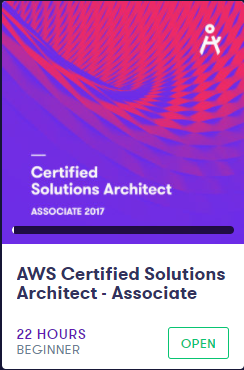 Certified
Solutions Architect
ASSOCIATE 2017
AWS Certified Solutions
Architect - Associate
22 HOURS
BEGINNER
OPEN